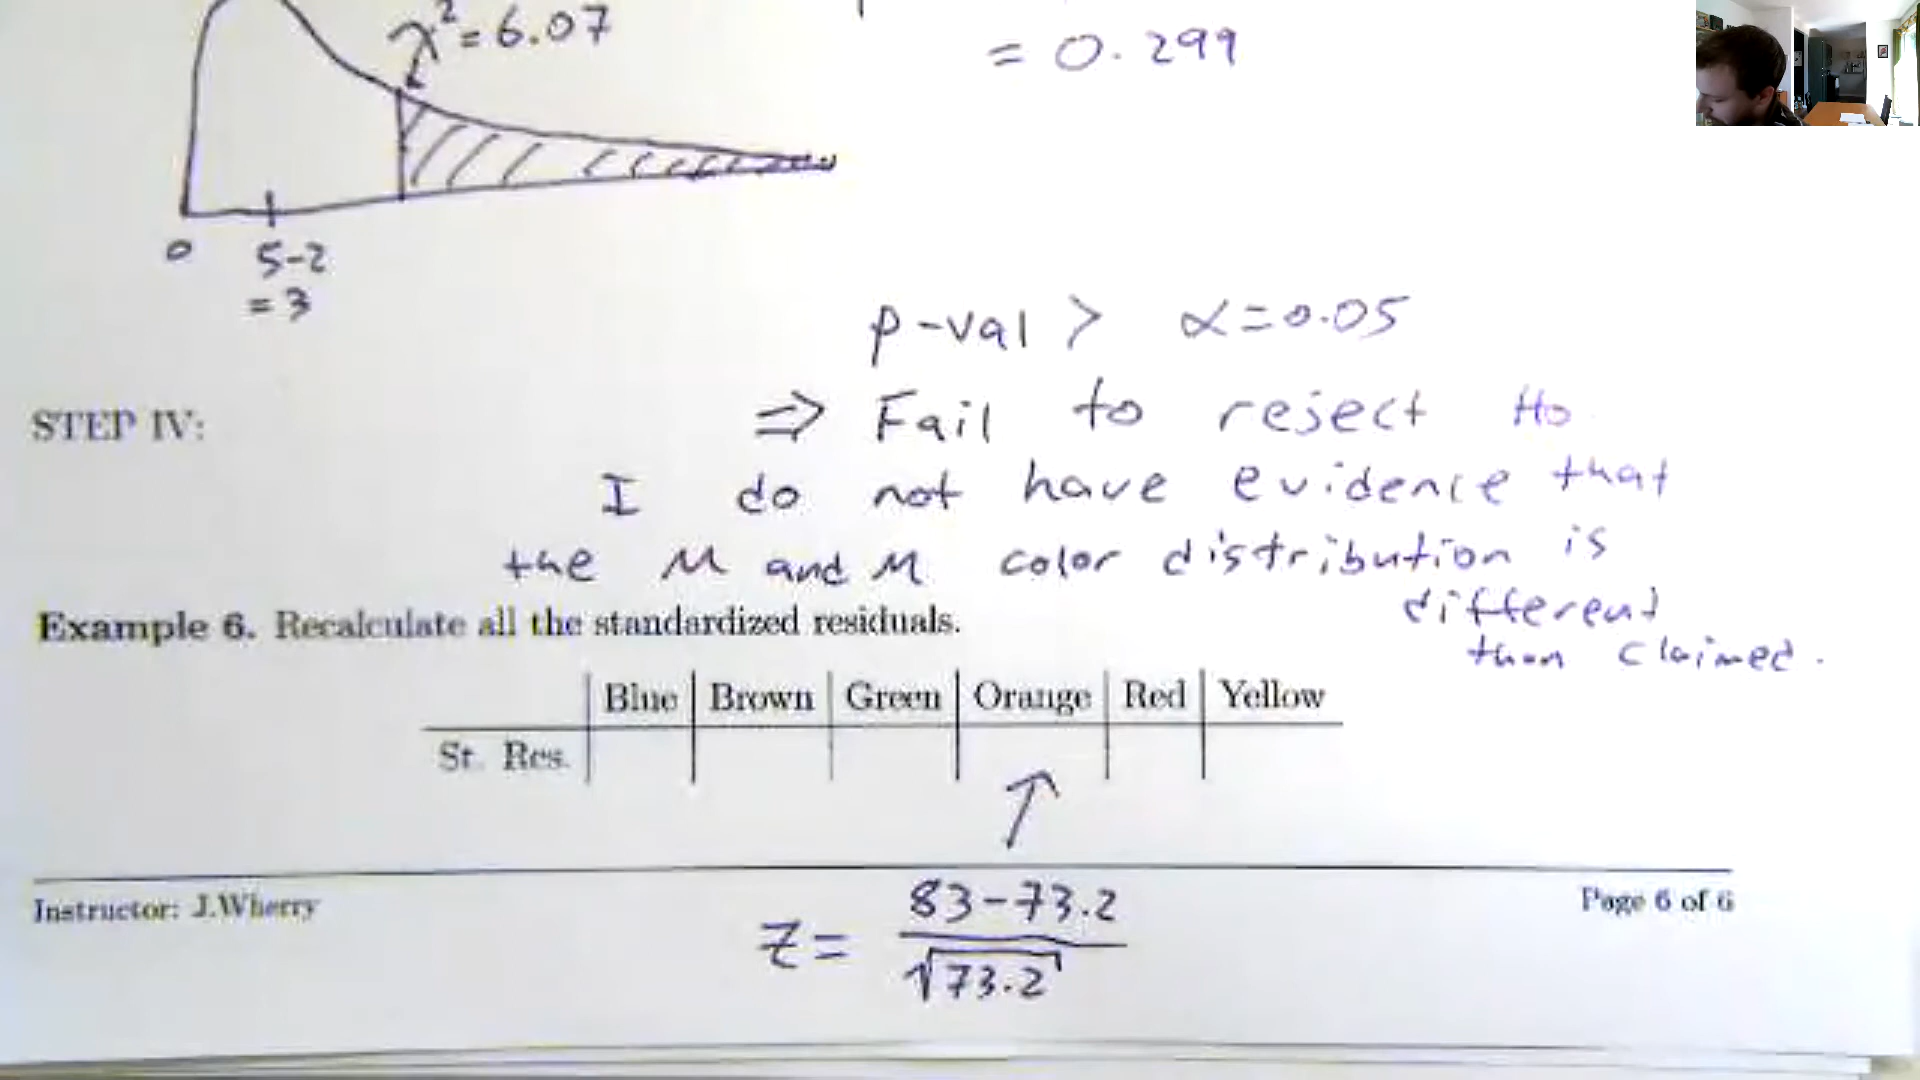 χ² = 6.07
= 0.299
0
5-2
= 3
p-val > α=0.05
STEP IV:
⇒ Fail to reject H₀
I do not have evidence that
the M and M color distribution is
different
than claimed.
Example 6. Recalculate all the standardized residuals.
Blue Brown Green Orange Red Yellow
St. Res.
↑
83-73.2
Z= ———
√73.2
Instructor: J.Wherry
Page 6 of 6